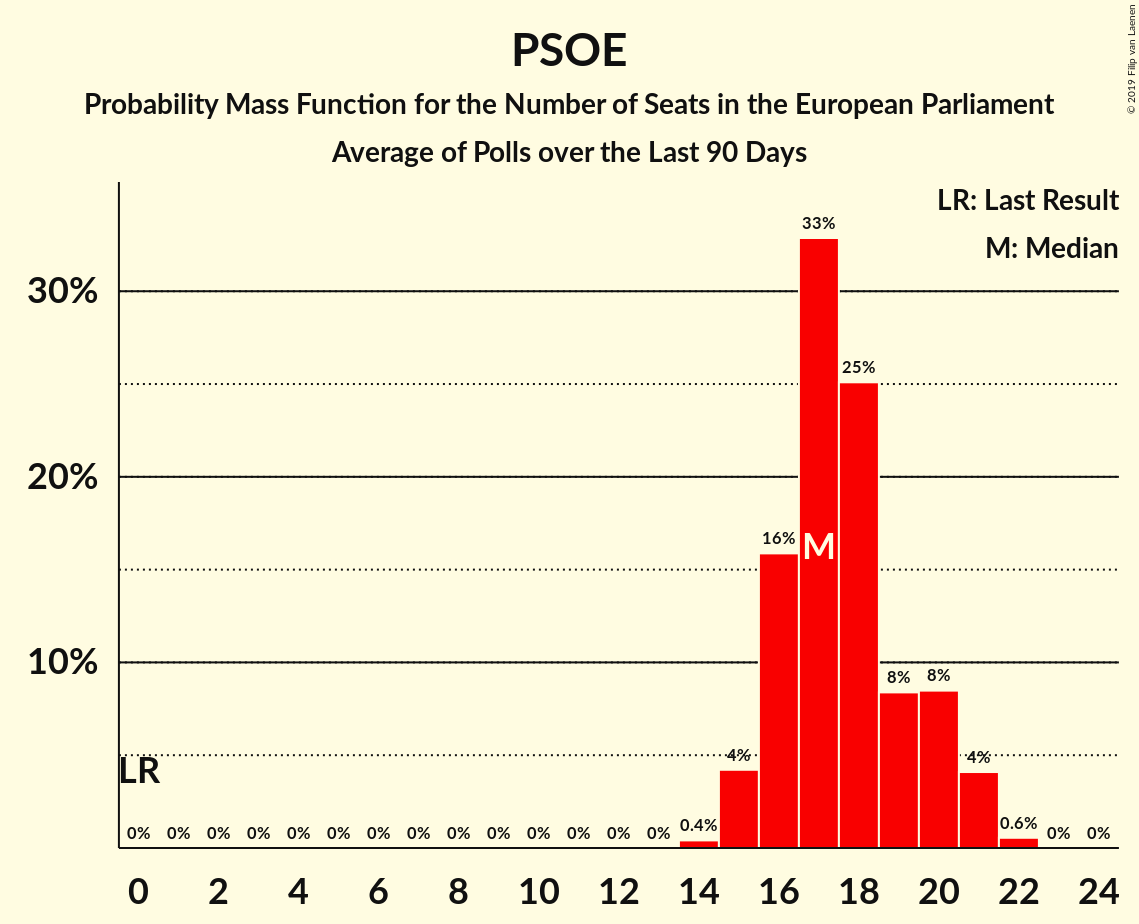 PSOE
Probability Mass Function for the Number of Seats in the European Parliament
Average of Polls over the Last 90 Days
© 2019 Filip van Laenen
LR: Last Result
M: Median
30%
20%
10%
33%
25%
16%
M
8%
8%
4%
4%
LR
0% 0% 0% 0% 0% 0% 0% 0% 0% 0% 0% 0% 0% 0% 0.4% 0.6% 0% 0%
0 2 4 6 8 10 12 14 16 18 20 22 24